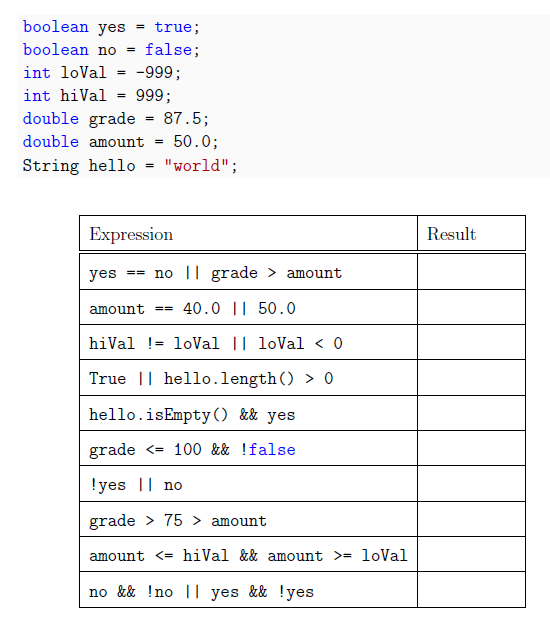 boolean yes = true;
boolean no = false;
int loVal = -999;
int hiVal = 999;
double grade = 87.5;
double amount = 50.0;
String hello = "world";
Expression Result
yes == no || grade > amount
amount == 40.0 || 50.0
hiVal != loVal || loVal < 0
True || hello.length() > 0
hello.isEmpty() && yes
grade <= 100 && !false
!yes || no
grade > 75 > amount
amount <= hiVal && amount >= loVal
no && !no || yes && !yes